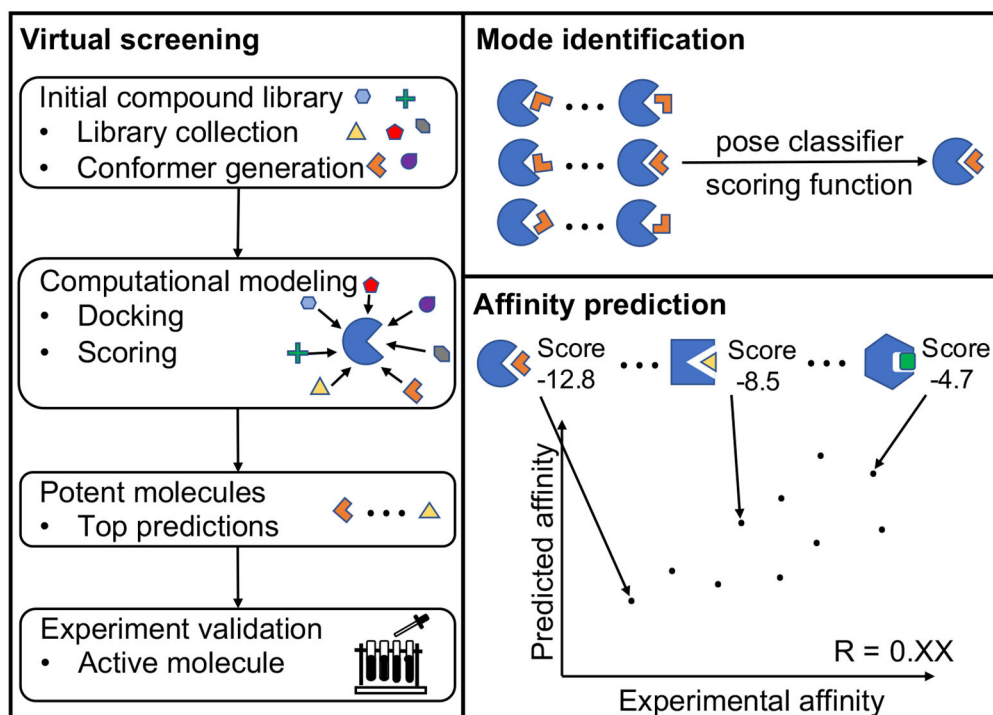 Virtual screening
Initial compound library
• Library collection
• Conformer generation
Computational modeling
• Docking
• Scoring
Potent molecules
• Top predictions
Experiment validation
• Active molecule
Mode identification
pose classifier
scoring function
Affinity prediction
Score
-12.8
Score
-8.5
Score
-4.7
Predicted affinity
R = 0.XX
Experimental affinity